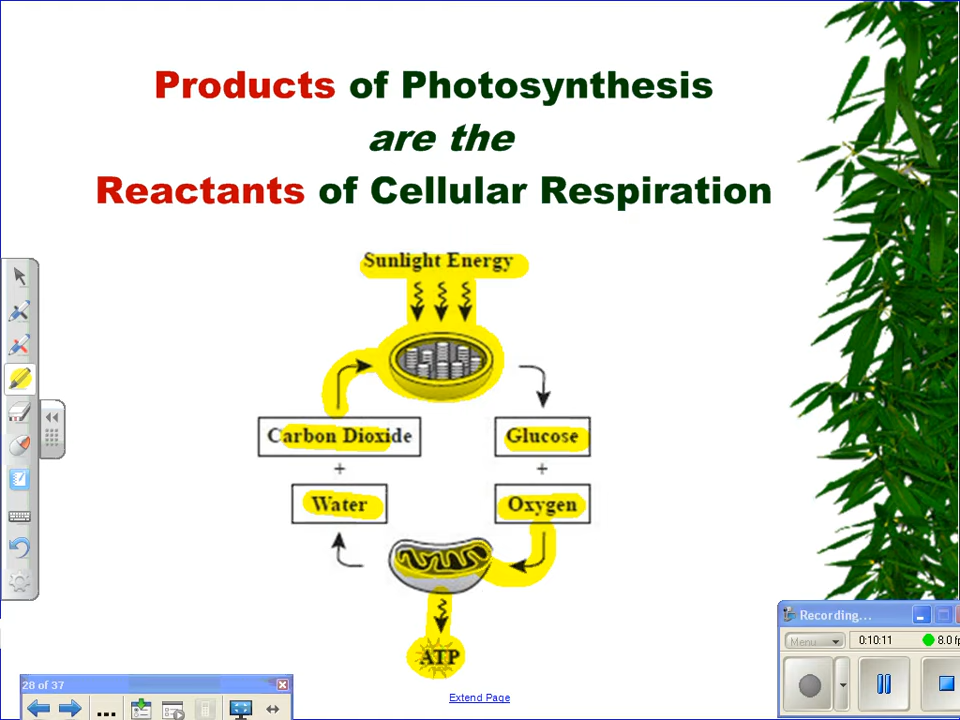 Products of Photosynthesis
are the
Reactants of Cellular Respiration
Sunlight Energy
Carbon Dioxide
Glucose
+
+
Water
Oxygen
ATP
Recording...
Menu
0:10:11
8.0 fp
28 of 37
...
Extend Page